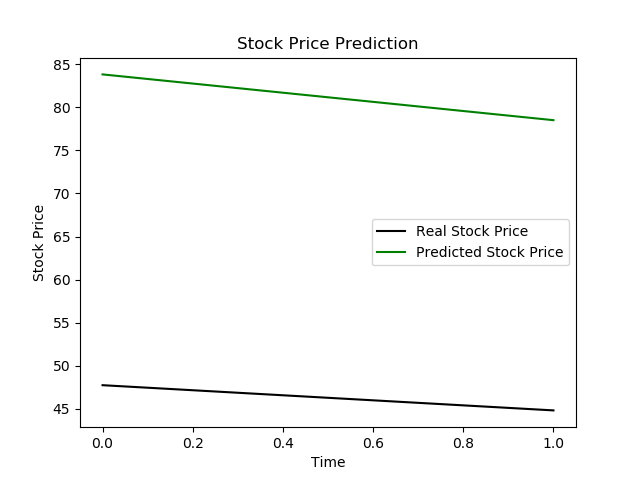 Stock Price Prediction
Stock Price
85
80
75
70
65
60
55
50
45
Real Stock Price
Predicted Stock Price
0.0 0.2 0.4 0.6 0.8 1.0
Time